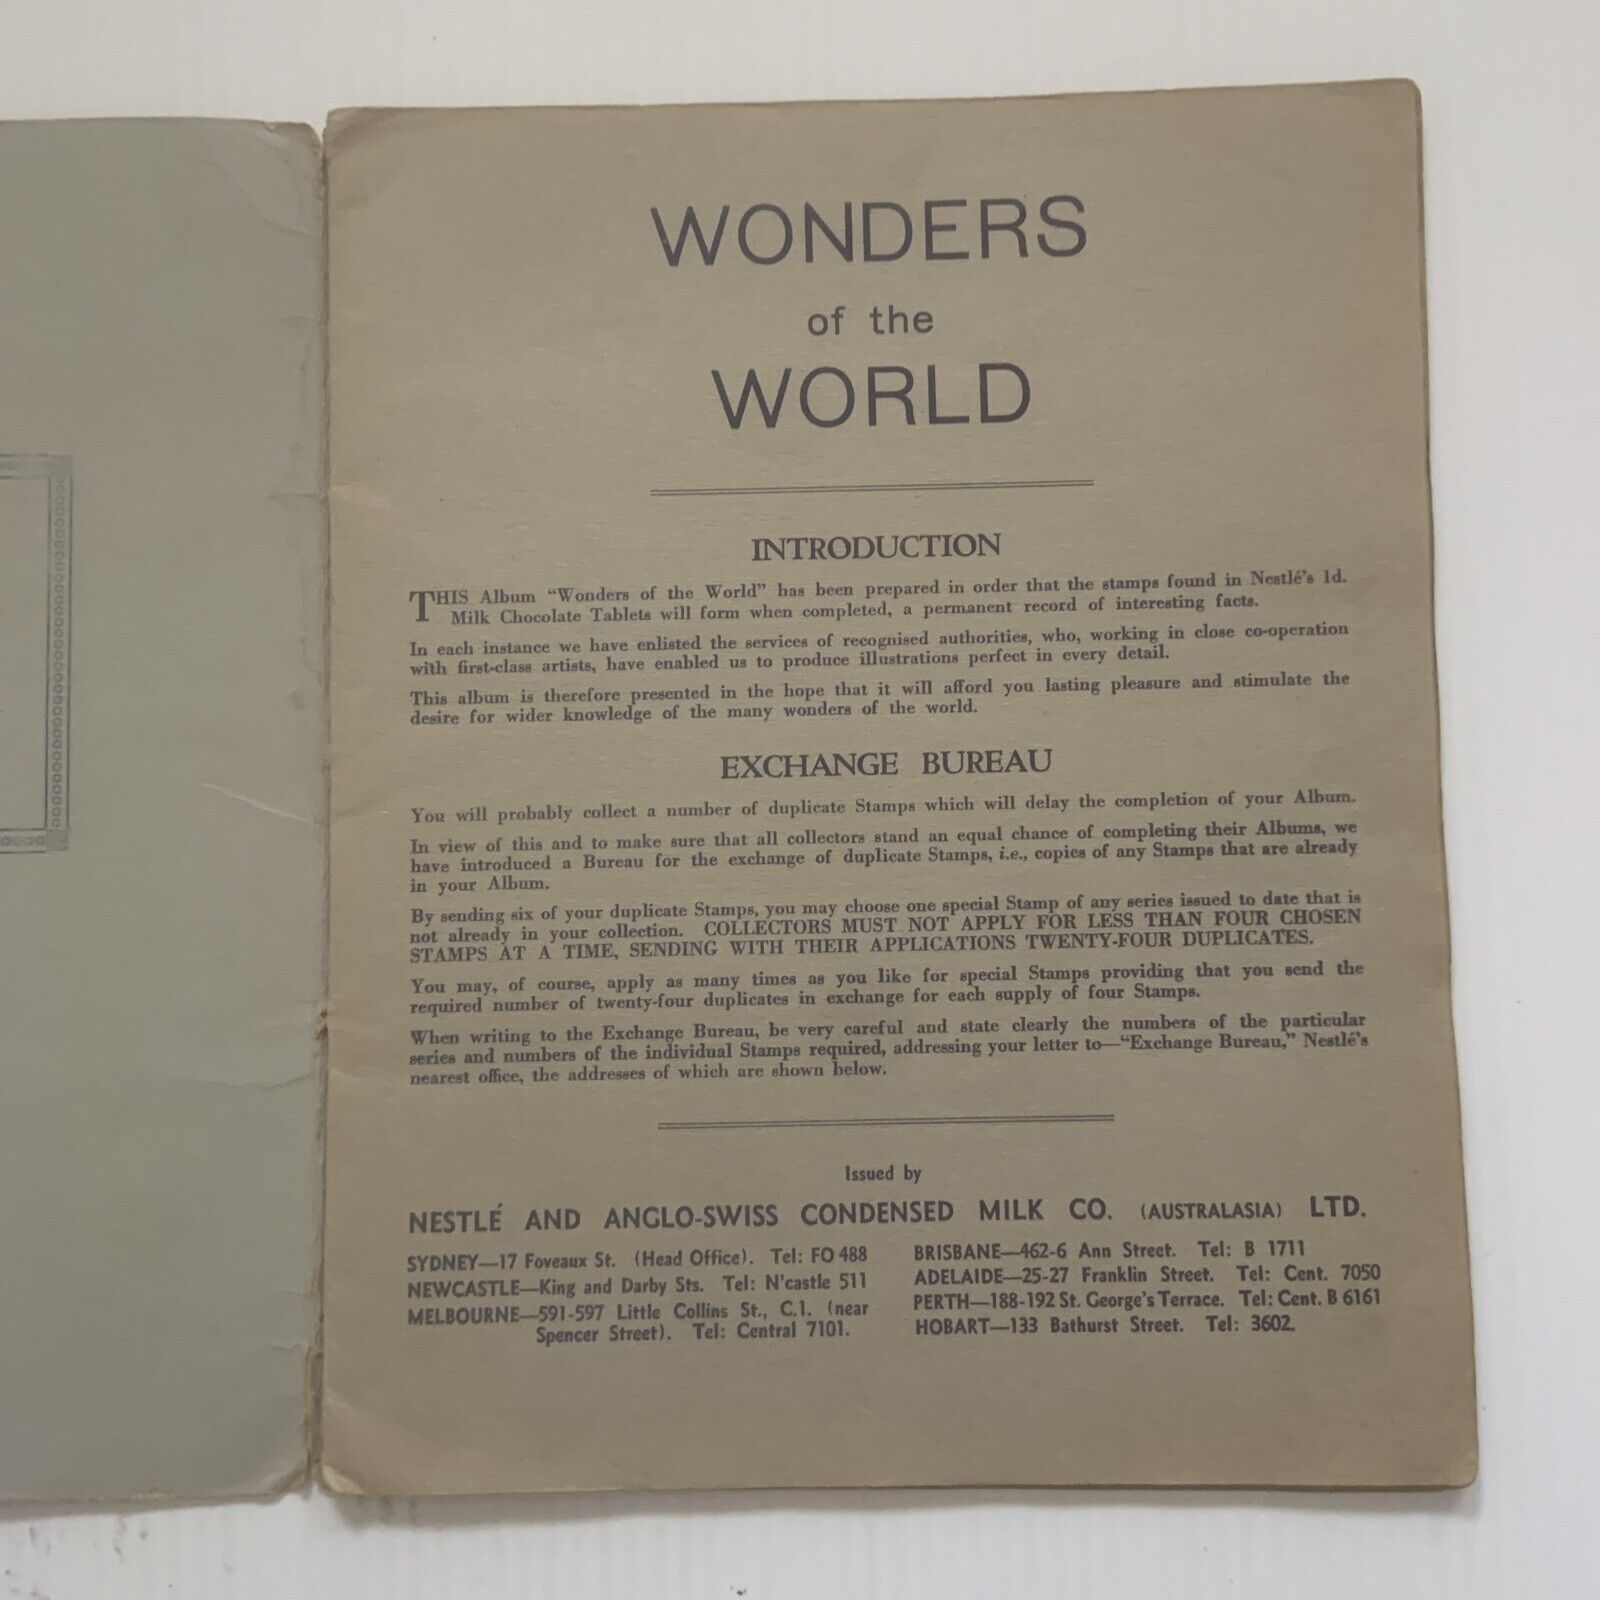 WONDERS
of the
WORLD
INTRODUCTION
THIS Album “Wonders of the World” has been prepared in order that the stamps found in Nestlé’s 1d.
Milk Chocolate Tablets will form when completed, a permanent record of interesting facts.
In each instance we have enlisted the services of recognised authorities, who, working in close co-operation
with first-class artists, have enabled us to produce illustrations perfect in every detail.
This album is therefore presented in the hope that it will afford you lasting pleasure and stimulate the
desire for wider knowledge of the many wonders of the world.
EXCHANGE BUREAU
You will probably collect a number of duplicate Stamps which will delay the completion of your Album.
In view of this and to make sure that all collectors stand an equal chance of completing their Albums, we
have introduced a Bureau for the exchange of duplicate Stamps, i.e., copies of any Stamps that are already
in your Album.
By sending six of your duplicate Stamps, you may choose one special Stamp of any series issued to date that is
not already in your collection. COLLECTORS MUST NOT APPLY FOR LESS THAN FOUR CHOSEN
STAMPS AT A TIME, SENDING WITH THEIR APPLICATIONS TWENTY-FOUR DUPLICATES.
You may, of course, apply as many times as you like for special Stamps providing that you send the
required number of twenty-four duplicates in exchange for each supply of four Stamps.
When writing to the Exchange Bureau, be very careful and state clearly the numbers of the particular
series and numbers of the individual Stamps required, addressing your letter to—“Exchange Bureau,” Nestlé’s
nearest office, the addresses of which are shown below.
Issued by
NESTLÉ AND ANGLO-SWISS CONDENSED MILK CO. (AUSTRALASIA) LTD.
SYDNEY—17 Foveaux St. (Head Office). Tel: FO 488
NEWCASTLE—King and Darby Sts. Tel: N'castle 511
MELBOURNE—591-597 Little Collins St., C.1. (near
Spencer Street). Tel: Central 7101.
BRISBANE—462-6 Ann Street. Tel: B 1711
ADELAIDE—25-27 Franklin Street. Tel: Cent. 7050
PERTH—188-192 St. George's Terrace. Tel: Cent. B 6161
HOBART—133 Bathurst Street. Tel: 3602.